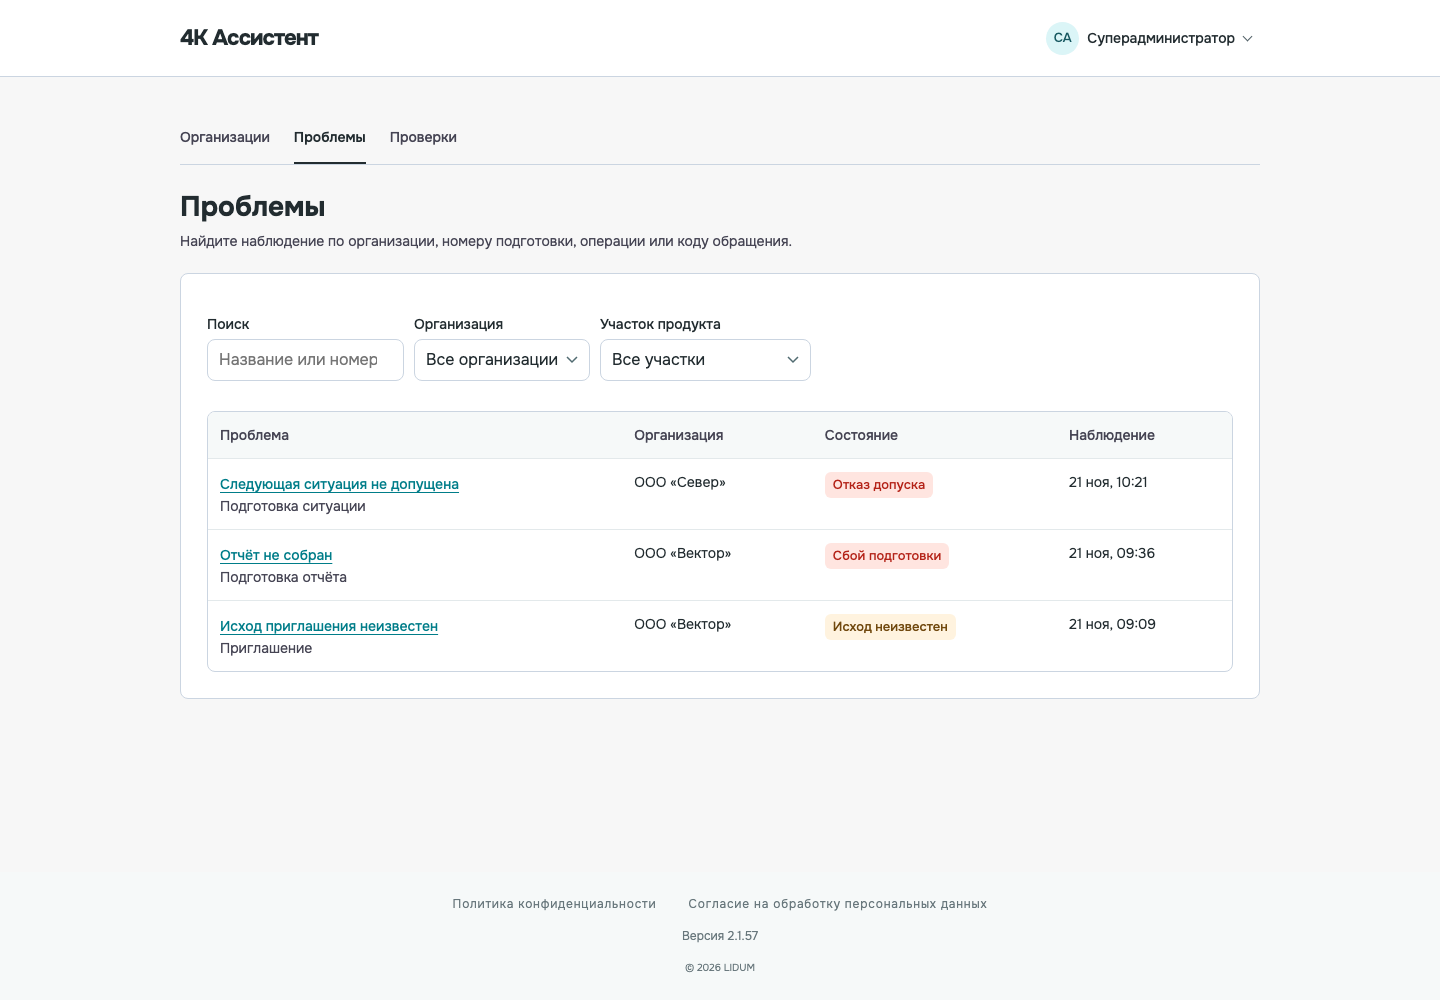 4К Ассистент
СА Суперадминистратор
Организации Проблемы Проверки
Проблемы
Найдите наблюдение по организации, номеру подготовки, операции или коду обращения.
Поиск Организация Участок продукта
Название или номер Все организации Все участки
Проблема Организация Состояние Наблюдение
Следующая ситуация не допущена ООО «Север» Отказ допуска 21 ноя, 10:21
Подготовка ситуации
Отчёт не собран ООО «Вектор» Сбой подготовки 21 ноя, 09:36
Подготовка отчёта
Исход приглашения неизвестен ООО «Вектор» Исход неизвестен 21 ноя, 09:09
Приглашение
Политика конфиденциальности Согласие на обработку персональных данных
Версия 2.1.57
© 2026 LIDUM